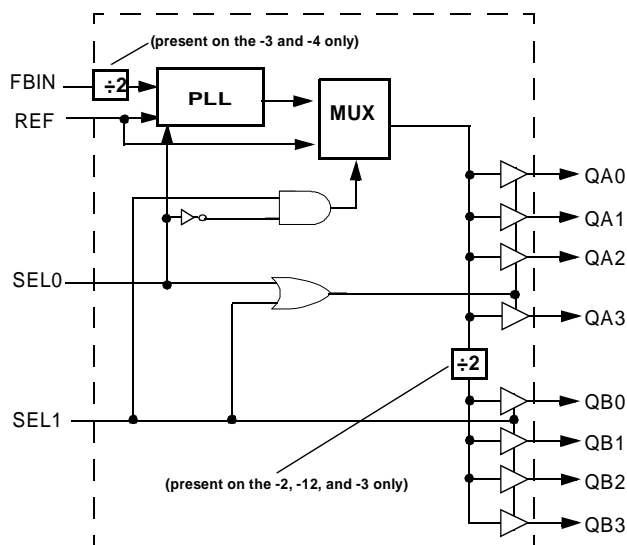 (present on the -3 and -4 only)
FBIN
÷2
PLL
MUX
REF
QA0
QA1
QA2
SEL0
QA3
÷2
QB0
SEL1
QB1
(present on the -2, -12, and -3 only)
QB2
QB3